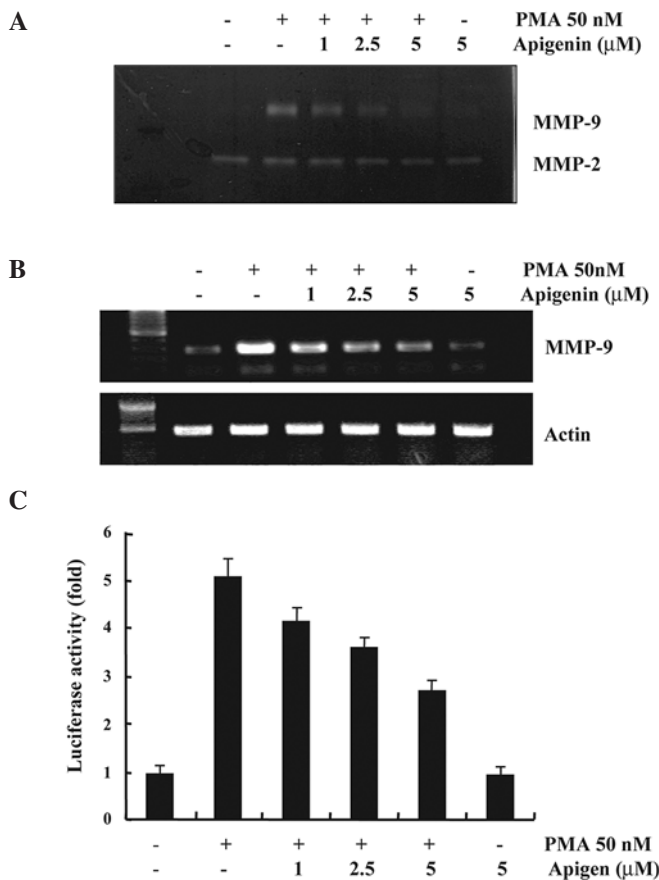 A
- + + + + - PMA 50 nM
- - 1 2.5 5 5 Apigenin (μM)
MMP-9
MMP-2
B
- + + + + - PMA 50nM
- - 1 2.5 5 5 Apigenin (μM)
MMP-9
Actin
C
Luciferase activity (fold)
6
5
4
3
2
1
0
- + + + + - PMA 50 nM
- - 1 2.5 5 5 Apigen (μM)